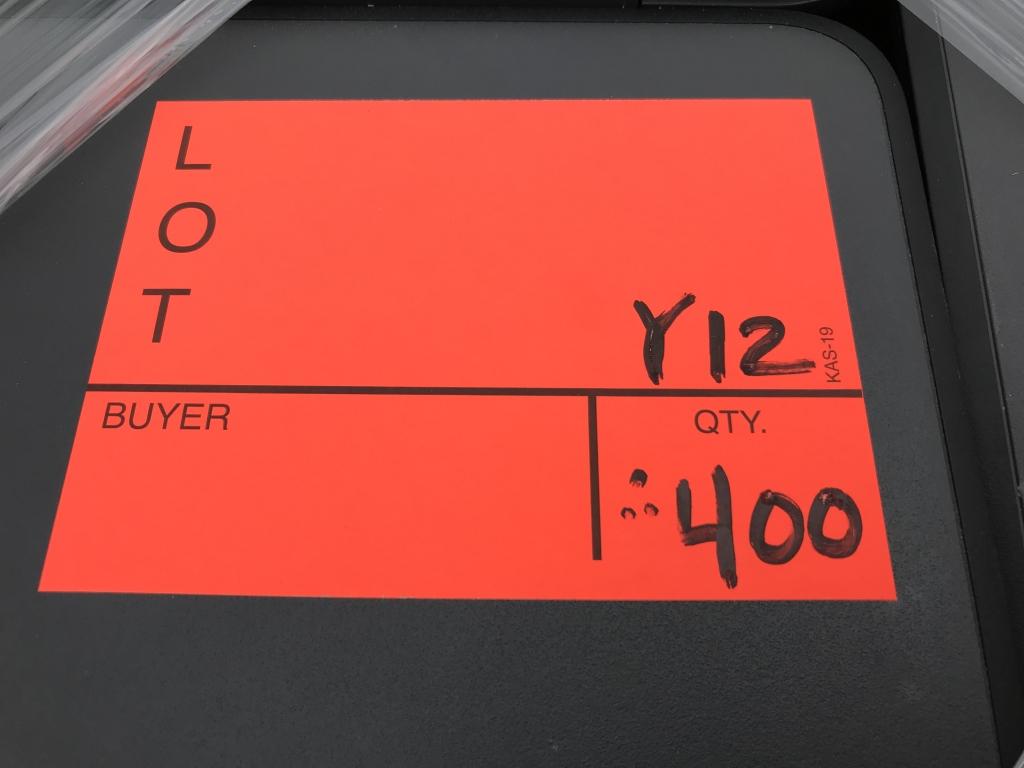 LOT
Y12
KAS-19
BUYER
QTY.
∴400